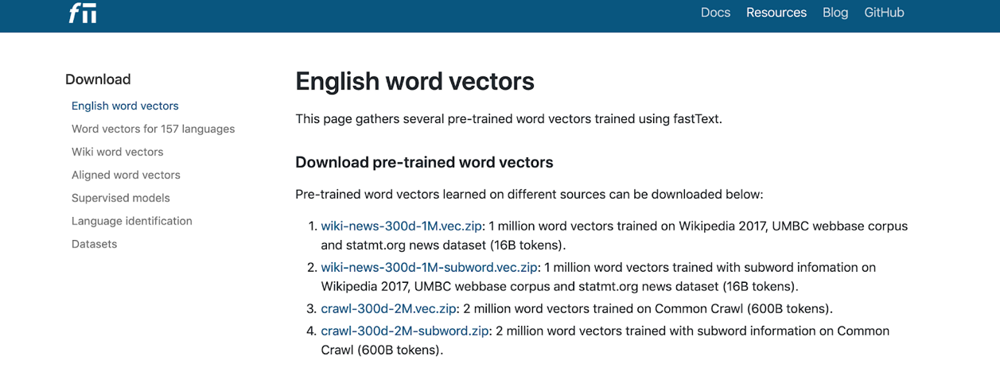 Docs Resources Blog GitHub
Download
English word vectors
Word vectors for 157 languages
Wiki word vectors
Aligned word vectors
Supervised models
Language identification
Datasets
English word vectors
This page gathers several pre-trained word vectors trained using fastText.
Download pre-trained word vectors
Pre-trained word vectors learned on different sources can be downloaded below:
1. wiki-news-300d-1M.vec.zip: 1 million word vectors trained on Wikipedia 2017, UMBC webbase corpus
and statmt.org news dataset (16B tokens).
2. wiki-news-300d-1M-subword.vec.zip: 1 million word vectors trained with subword infomation on
Wikipedia 2017, UMBC webbase corpus and statmt.org news dataset (16B tokens).
3. crawl-300d-2M.vec.zip: 2 million word vectors trained on Common Crawl (600B tokens).
4. crawl-300d-2M-subword.zip: 2 million word vectors trained with subword information on Common
Crawl (600B tokens).